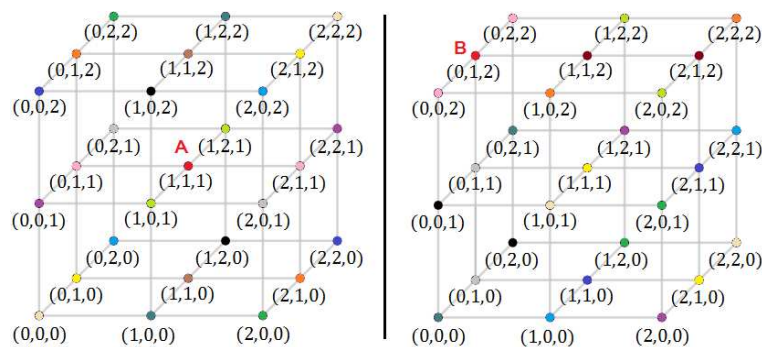 (0,2,2) (1,2,2) (2,2,2)
(0,1,2) (1,1,2) (2,1,2)
(0,0,2) (1,0,2) (2,0,2)
A
(0,2,1) (1,2,1) (2,2,1)
(0,1,1) (1,1,1) (2,1,1)
(0,0,1) (1,0,1) (2,0,1)
(0,2,0) (1,2,0) (2,2,0)
(0,1,0) (1,1,0) (2,1,0)
(0,0,0) (1,0,0) (2,0,0)
(0,2,2) (1,2,2) (2,2,2)
B
(0,1,2) (1,1,2) (2,1,2)
(0,0,2) (1,0,2) (2,0,2)
(0,2,1) (1,2,1) (2,2,1)
(0,1,1) (1,1,1) (2,1,1)
(0,0,1) (1,0,1) (2,0,1)
(0,2,0) (1,2,0) (2,2,0)
(0,1,0) (1,1,0) (2,1,0)
(0,0,0) (1,0,0) (2,0,0)